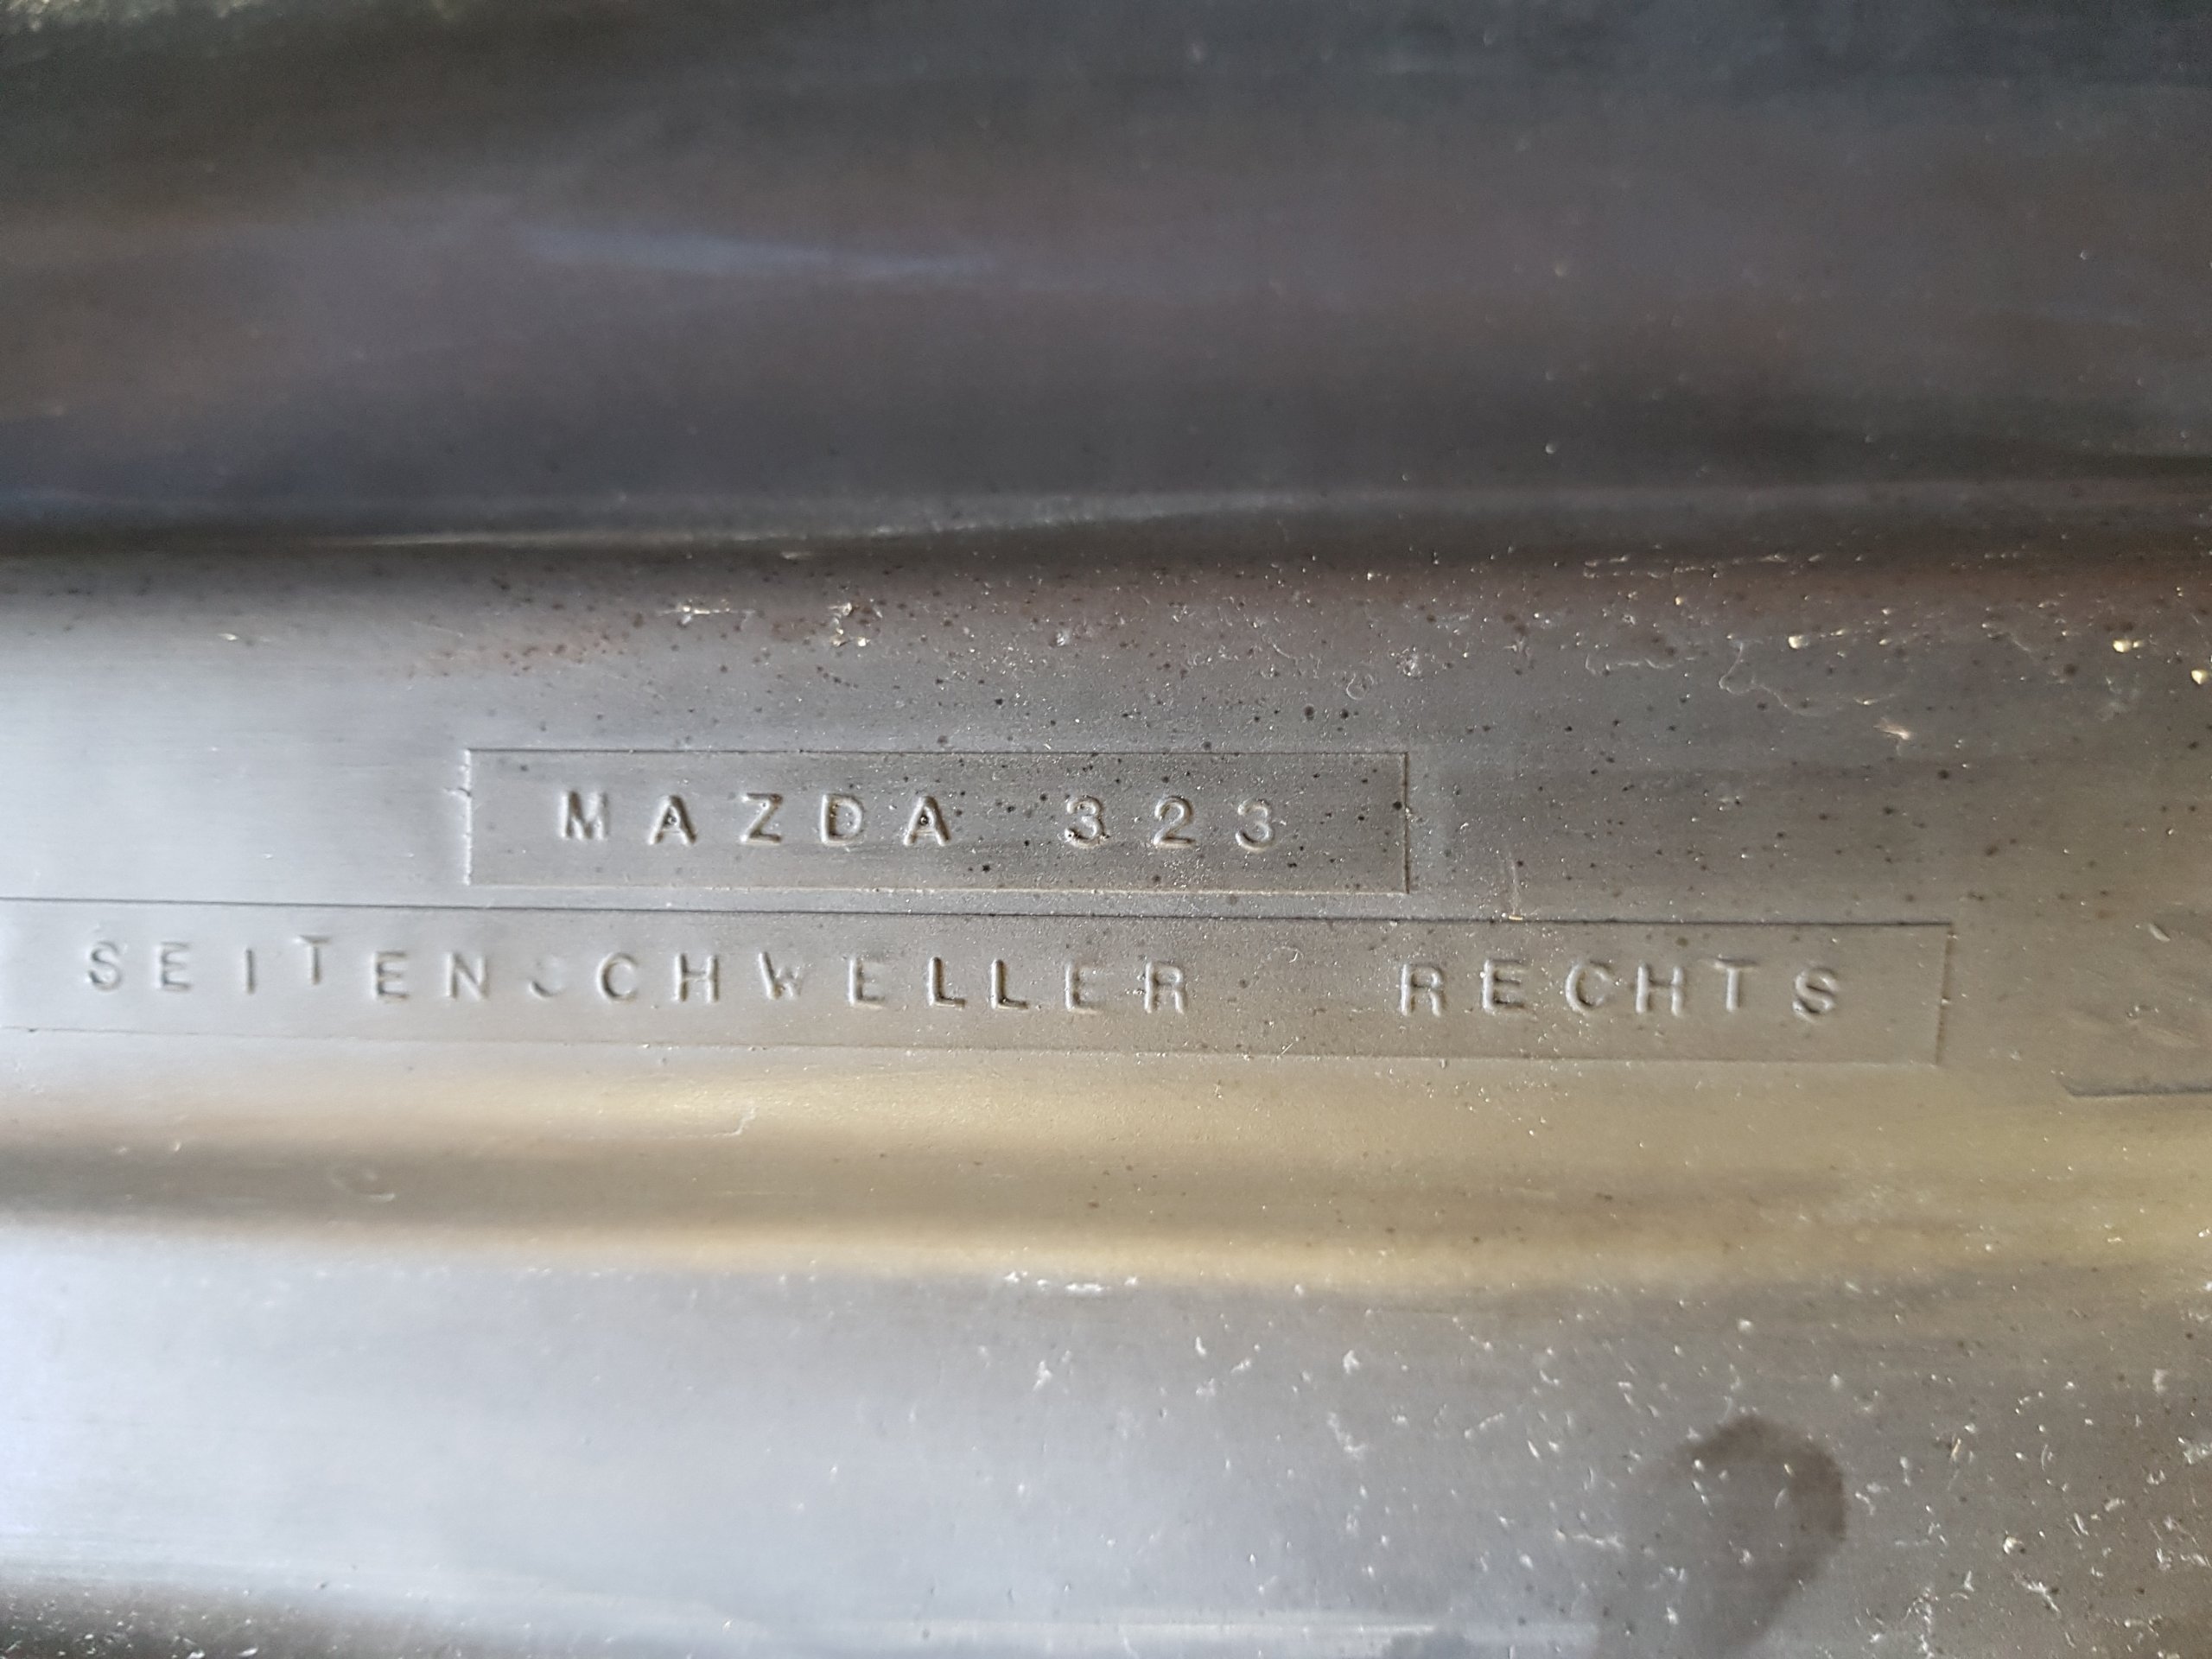 MAZDA 323
SEITENSCHWELLER RECHTS